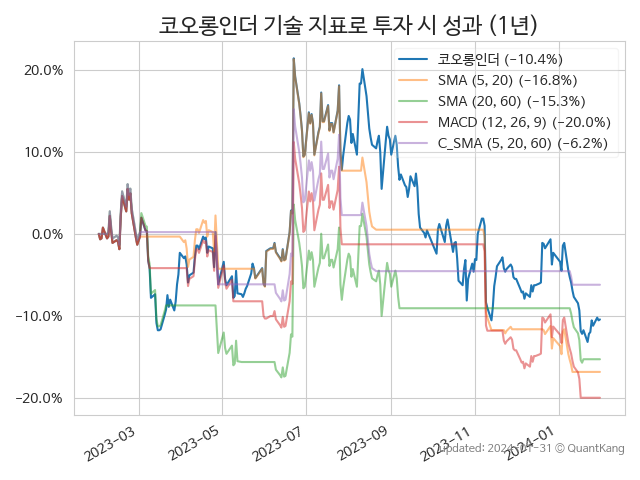 코오롱인더 기술 지표로 투자 시 성과 (1년)
코오롱인더 (−10.4%)
SMA (5, 20) (−16.8%)
SMA (20, 60) (−15.3%)
MACD (12, 26, 9) (−20.0%)
C_SMA (5, 20, 60) (−6.2%)
20.0%
10.0%
0.0%
−10.0%
−20.0%
2023-03
2023-05
2023-07
2023-09
2023-11
2024-01
updated: 2024-01-31 © QuantKang